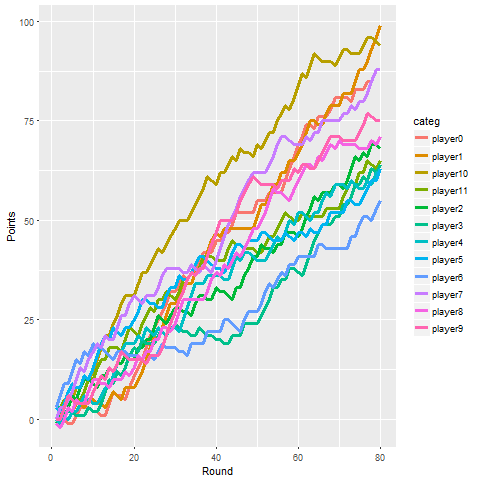 100
75
50
25
0
Points
0
20
40
60
80
Round
categ
player0
player1
player10
player11
player2
player3
player4
player5
player6
player7
player8
player9